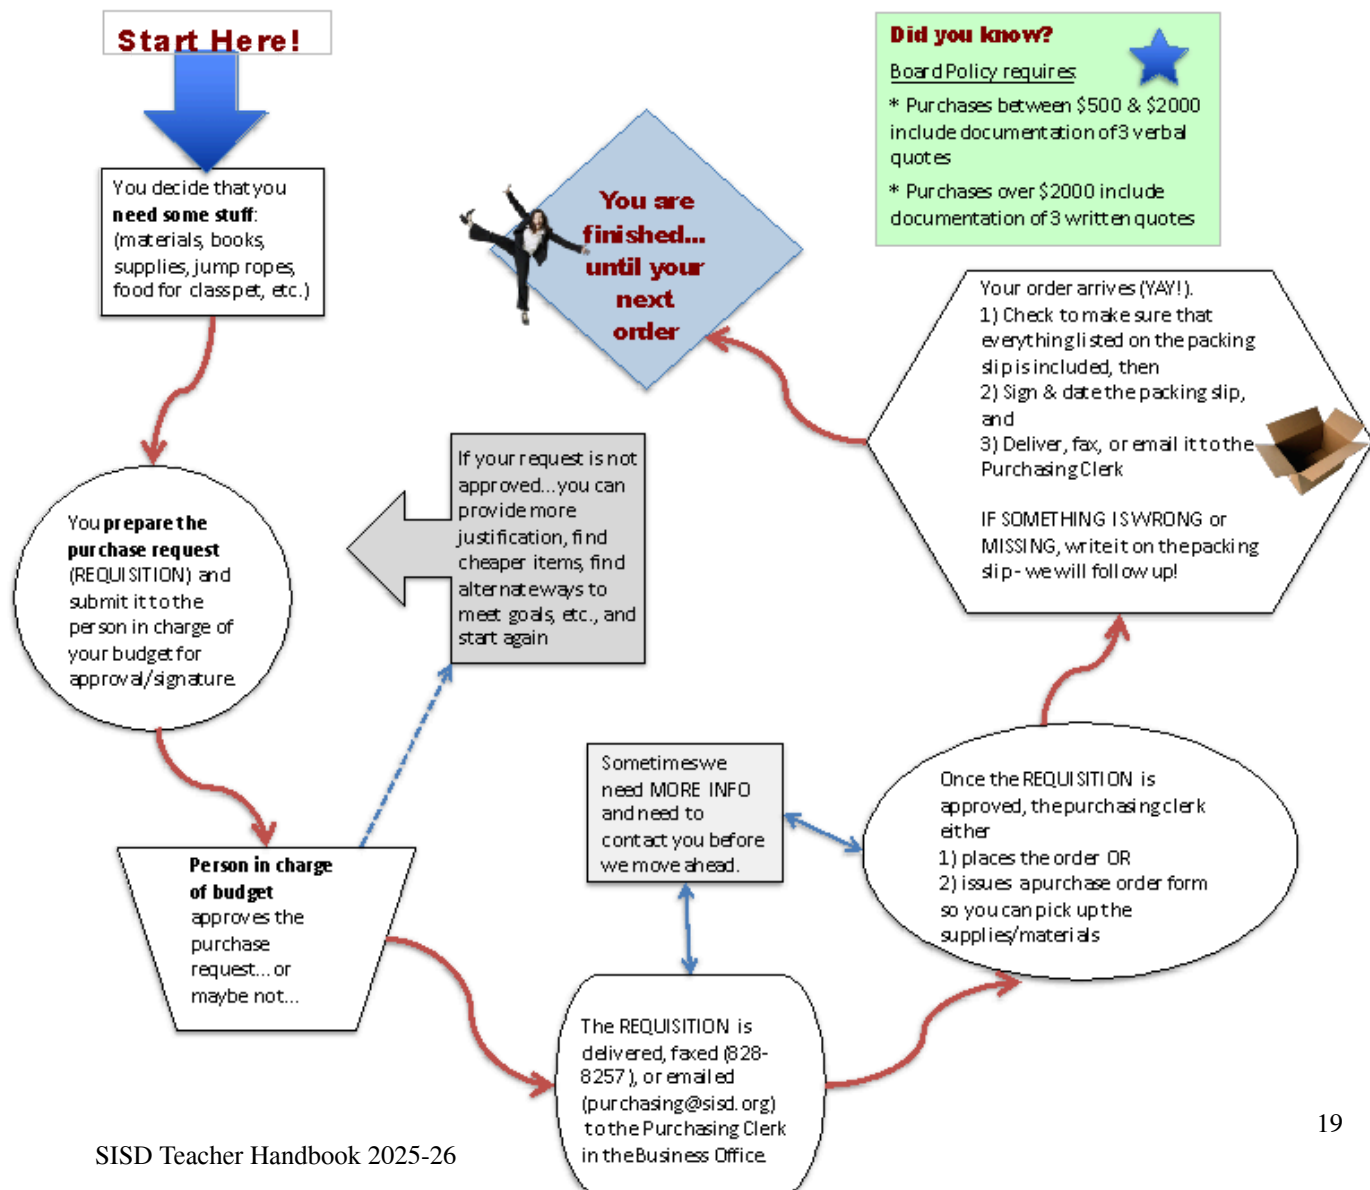 Start Here!
You decide that you
need some stuff:
(materials, books,
supplies, jump ropes,
food for class pet, etc.)
You prepare the
purchase request
(REQUISITION) and
submit it to the
person in charge of
your budget for
approval/signature.
Person in charge
of budget
approves the
purchase
request... or
maybe not...
If your request is not
approved...you can
provide more
justification, find
cheaper items, find
alternate ways to
meet goals, etc., and
start again
The REQUISITION is
delivered, faxed (828-
8257), or emailed
(purchasing@sisd.org)
to the Purchasing Clerk
in the Business Office.
Sometimes we
need MORE INFO
and need to
contact you before
we move ahead.
Once the REQUISITION is
approved, the purchasing clerk
either
1) places the order OR
2) issues a purchase order form
so you can pick up the
supplies/materials
Your order arrives (YAY!).
1) Check to make sure that
everything listed on the packing
slip is included, then
2) Sign & date the packing slip,
and
3) Deliver, fax, or email it to the
Purchasing Clerk
IF SOMETHING IS WRONG or
MISSING, write it on the packing
slip - we will follow up!
You are
finished...
until your
next
order
Did you know?
Board Policy requires:
* Purchases between $500 & $2000
include documentation of 3 verbal
quotes
* Purchases over $2000 include
documentation of 3 written quotes
SISD Teacher Handbook 2025-26
19